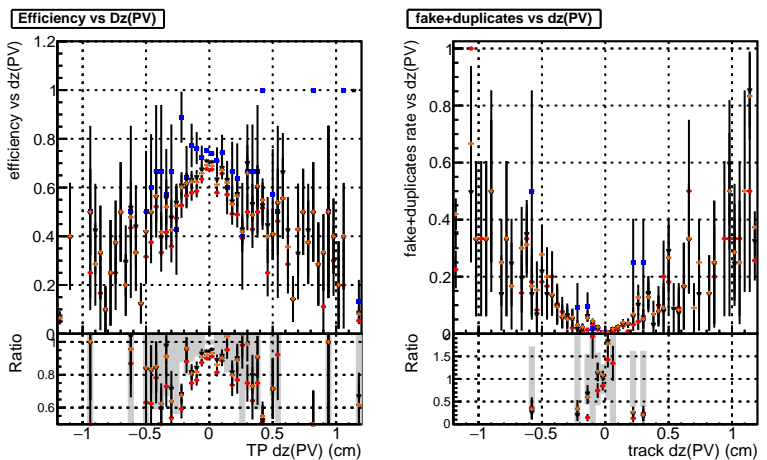 Efficiency vs Dz(PV)
efficiency vs dz(PV)
1.2
1
0.8
0.6
0.4
0.2
0
Ratio
1
0.8
0.6
−1 −0.5 0 0.5 1
TP dz(PV) (cm)
fake+duplicates vs dz(PV)
fake+duplicates rate vs dz(PV)
1
0.8
0.6
0.4
0.2
0
Ratio
2
1.5
1
0.5
0
−1 −0.5 0 0.5 1
track dz(PV) (cm)